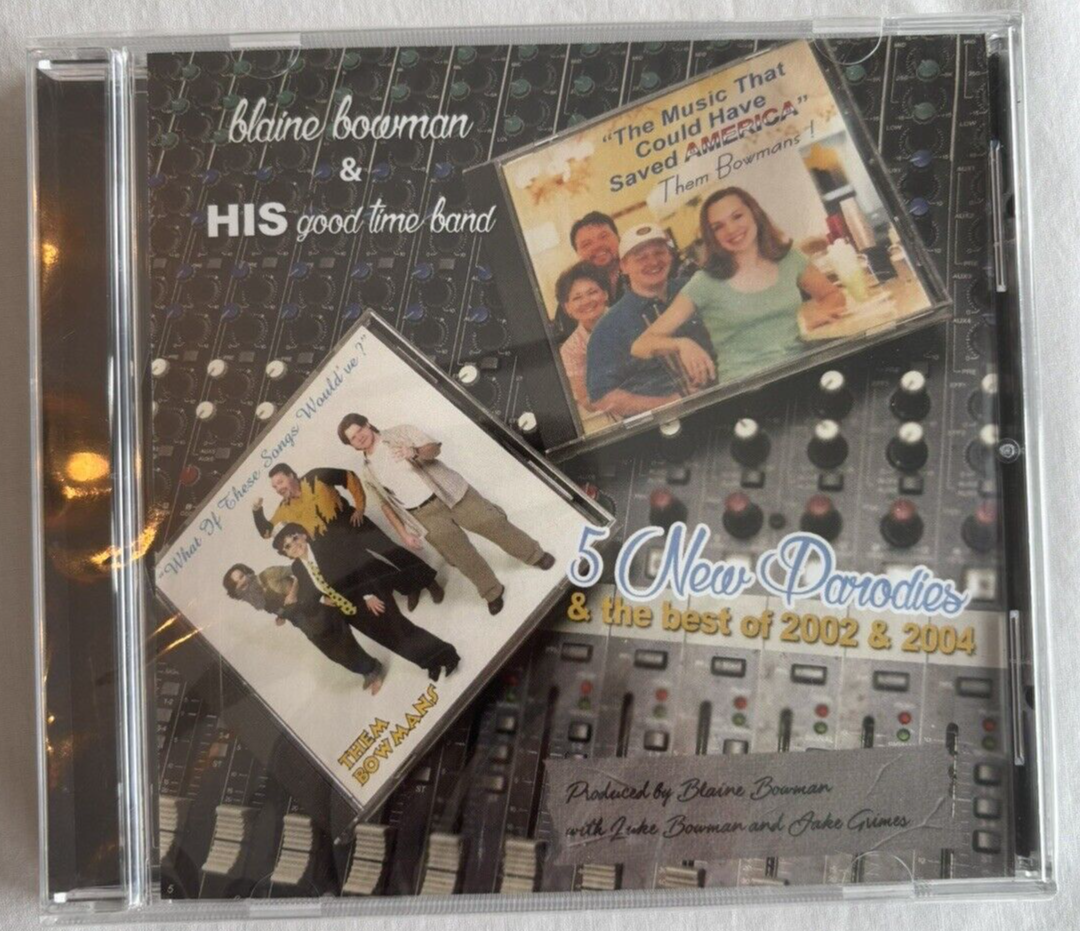 blaine bowman
&
HIS good time band
"The Music That
Could Have
Saved AMERICA"
Them Bowmans!
"What If These Songs Would've?"
THEM
BOWMANS
5 New Parodies
& the best of 2002 & 2004
Produced by Blaine Bowman
with Luke Bowman and Jake Grimes